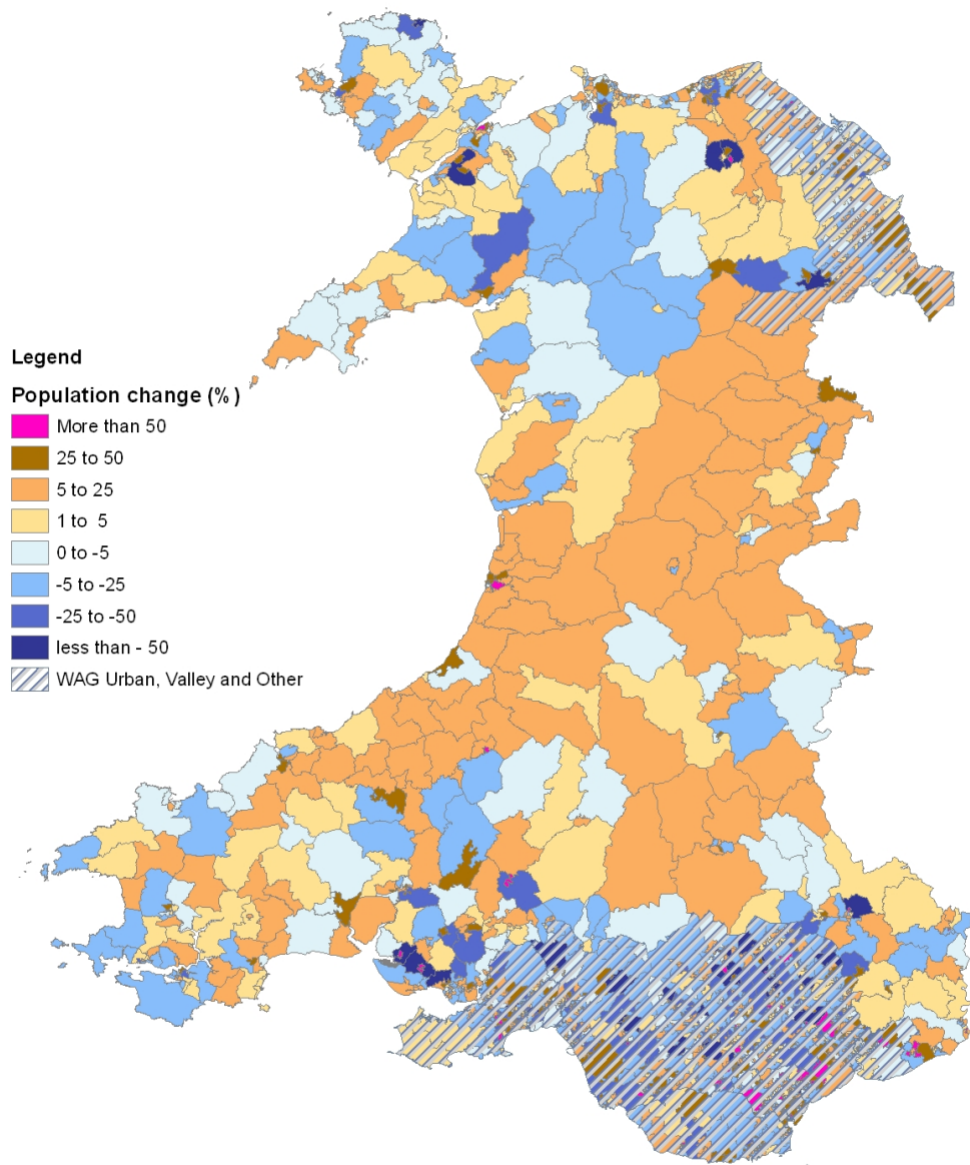 Legend
Population change (%)
More than 50
25 to 50
5 to 25
1 to 5
0 to -5
-5 to -25
-25 to -50
less than - 50
WAG Urban, Valley and Other